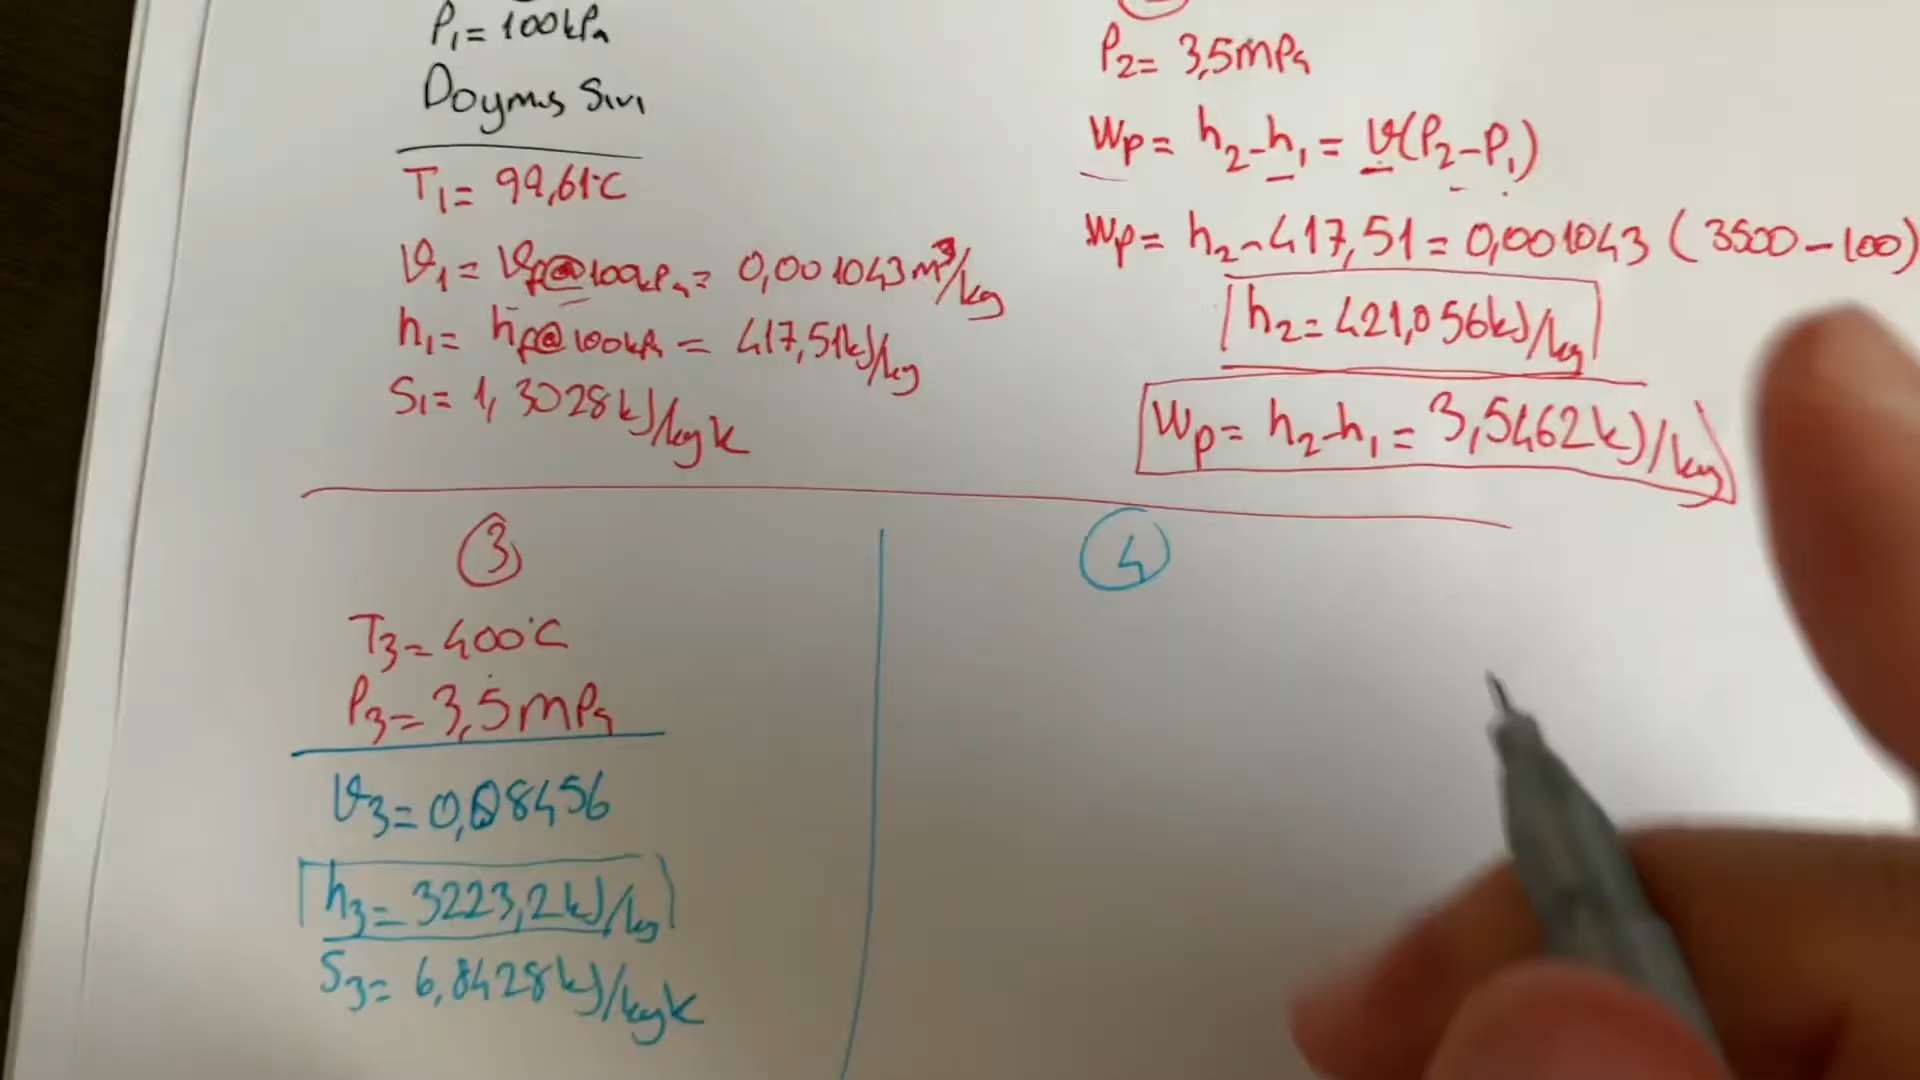 P₁= 100kPa
Doymuş Sıvı
T₁= 99,61°C
ϑ₁= ϑf@100kPa= 0,001043m³/kg
h₁= hf@100kPa = 417,51kJ/kg
S₁= 1,3028kJ/kgK
P₂= 3,5mPa
Wp= h₂-h₁= ϑ(P₂-P₁)
Wp= h₂-417,51=0,001043 (3500-100)
h₂=421,056kJ/kg
Wp= h₂-h₁= 3,5462kJ/kg
3
T₃=400°C
P₃=3,5mPa
ϑ₃=0,08456
h₃=3223,2kJ/kg
S₃= 6,8428kJ/kgK
4